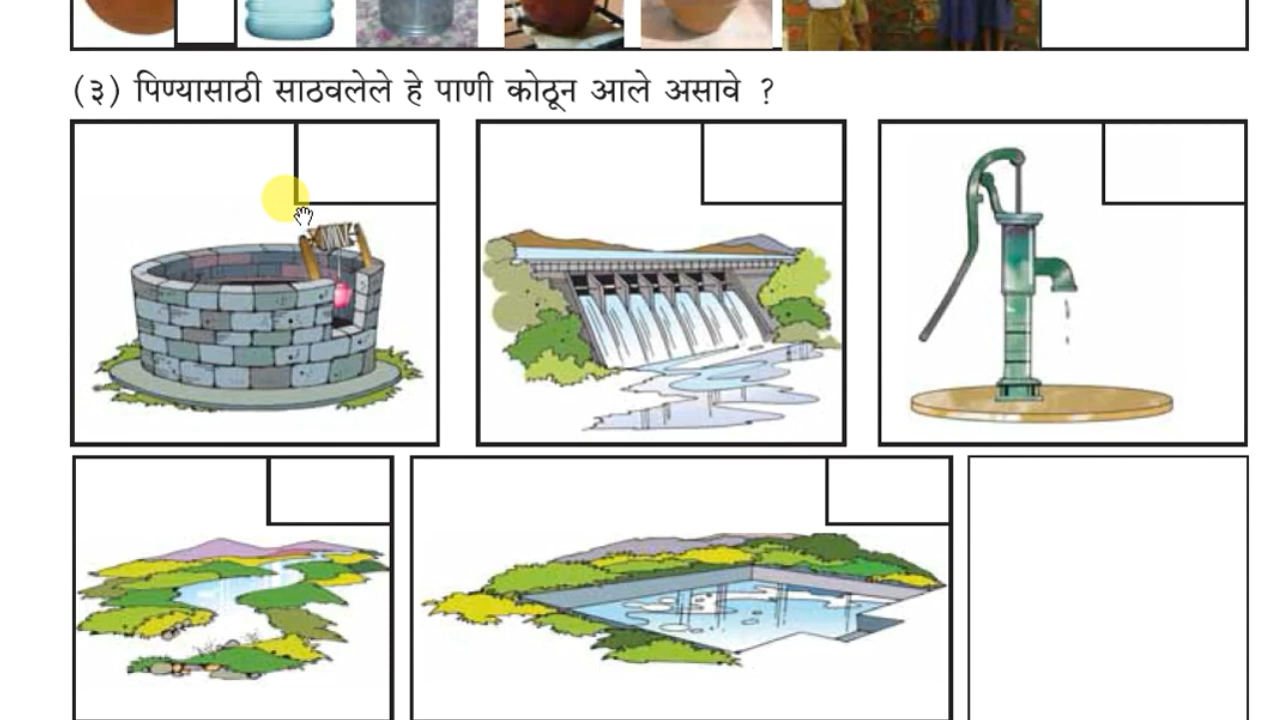 (३) पिण्यासाठी साठवलेले हे पाणी कोठून आले असावे ?